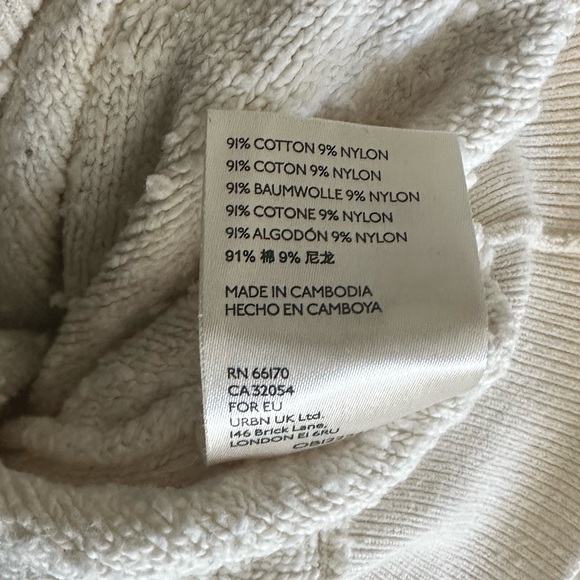 91% COTTON 9% NYLON
91% COTON 9% NYLON
91% BAUMWOLLE 9% NYLON
91% COTONE 9% NYLON
91% ALGODÓN 9% NYLON
91% 棉 9% 尼龙
MADE IN CAMBODIA
HECHO EN CAMBOYA
RN 66170
CA 32054
FOR EU
URBN UK Ltd.
146 Brick Lane,
LONDON E1 6RU